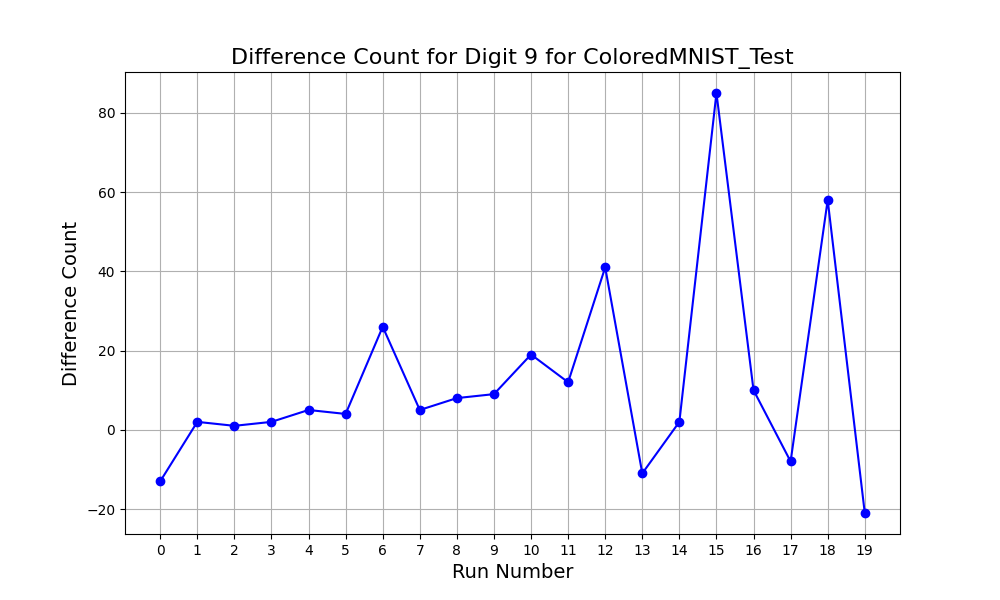 Difference Count for Digit 9 for ColoredMNIST_Test
Difference Count
80
60
40
20
0
−20
0 1 2 3 4 5 6 7 8 9 10 11 12 13 14 15 16 17 18 19
Run Number